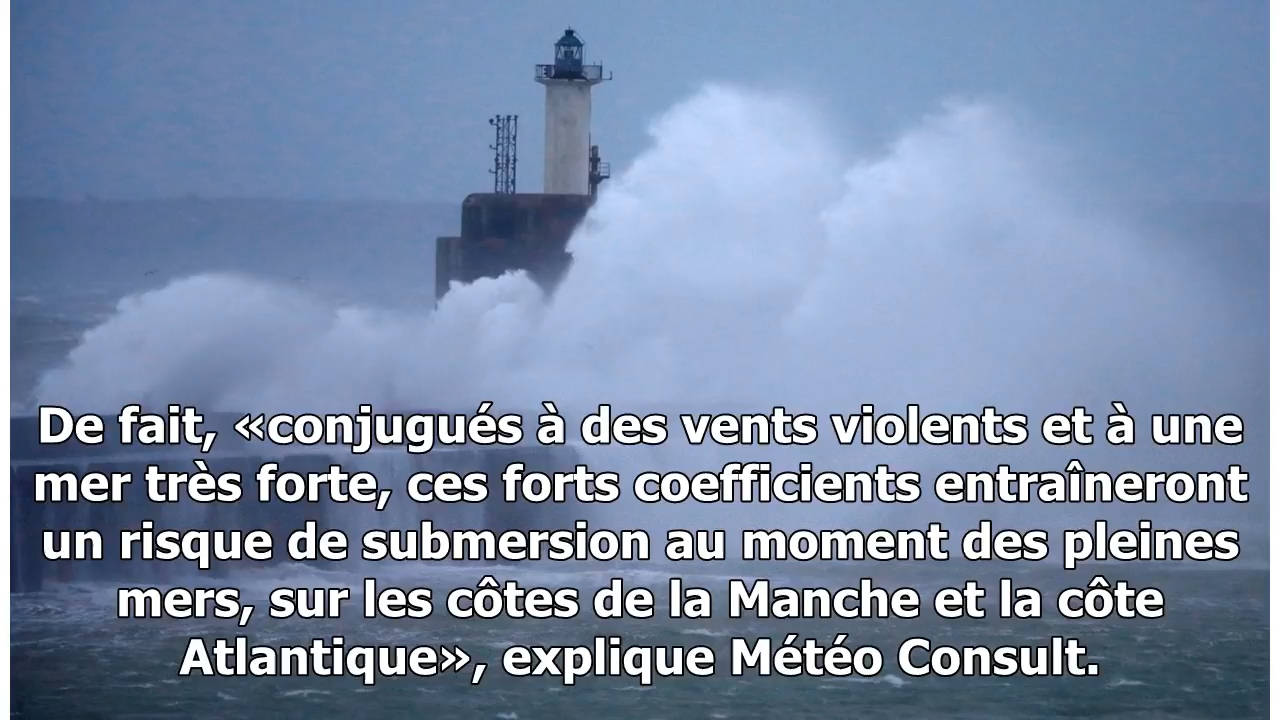 De fait, «conjugués à des vents violents et à une
mer très forte, ces forts coefficients entraîneront
un risque de submersion au moment des pleines
mers, sur les côtes de la Manche et la côte
Atlantique», explique Météo Consult.